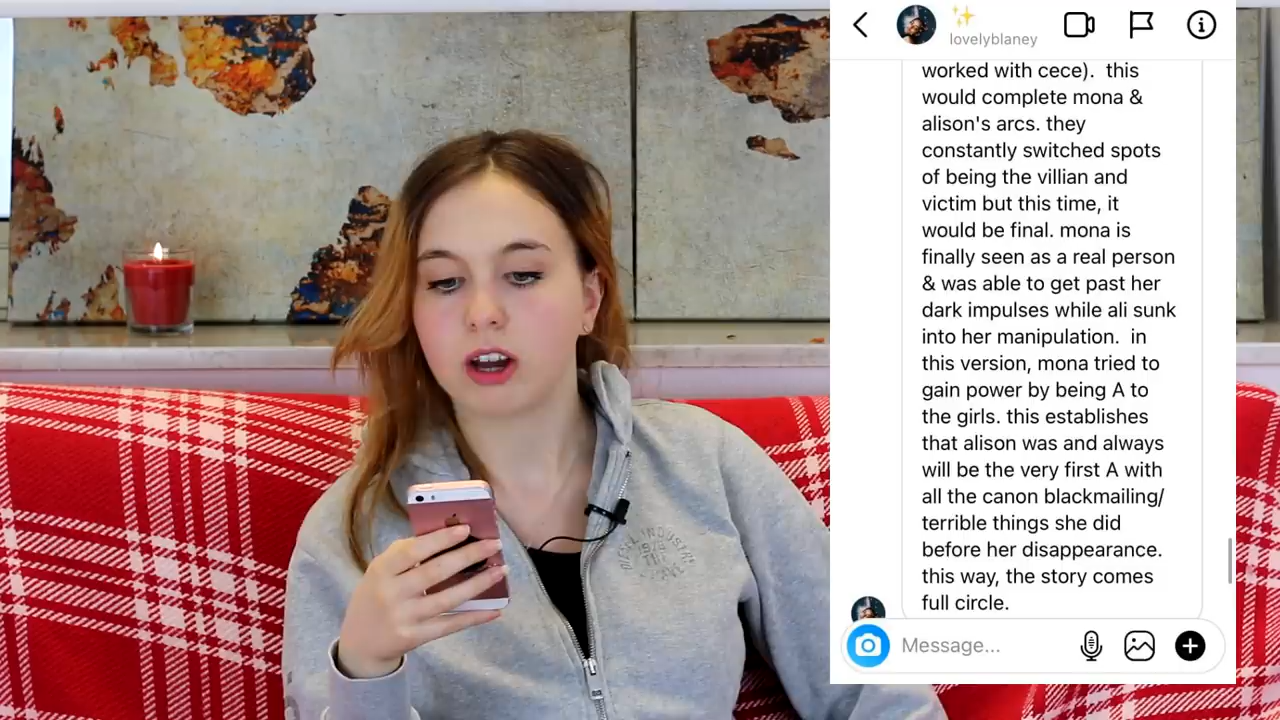 ✨
lovelyblaney
worked with cece).  this
would complete mona &
alison's arcs. they
constantly switched spots
of being the villian and
victim but this time, it
would be final. mona is
finally seen as a real person
& was able to get past her
dark impulses while ali sunk
into her manipulation.  in
this version, mona tried to
gain power by being A to
the girls. this establishes
that alison was and always
will be the very first A with
all the canon blackmailing/
terrible things she did
before her disappearance.
this way, the story comes
full circle.
Message...